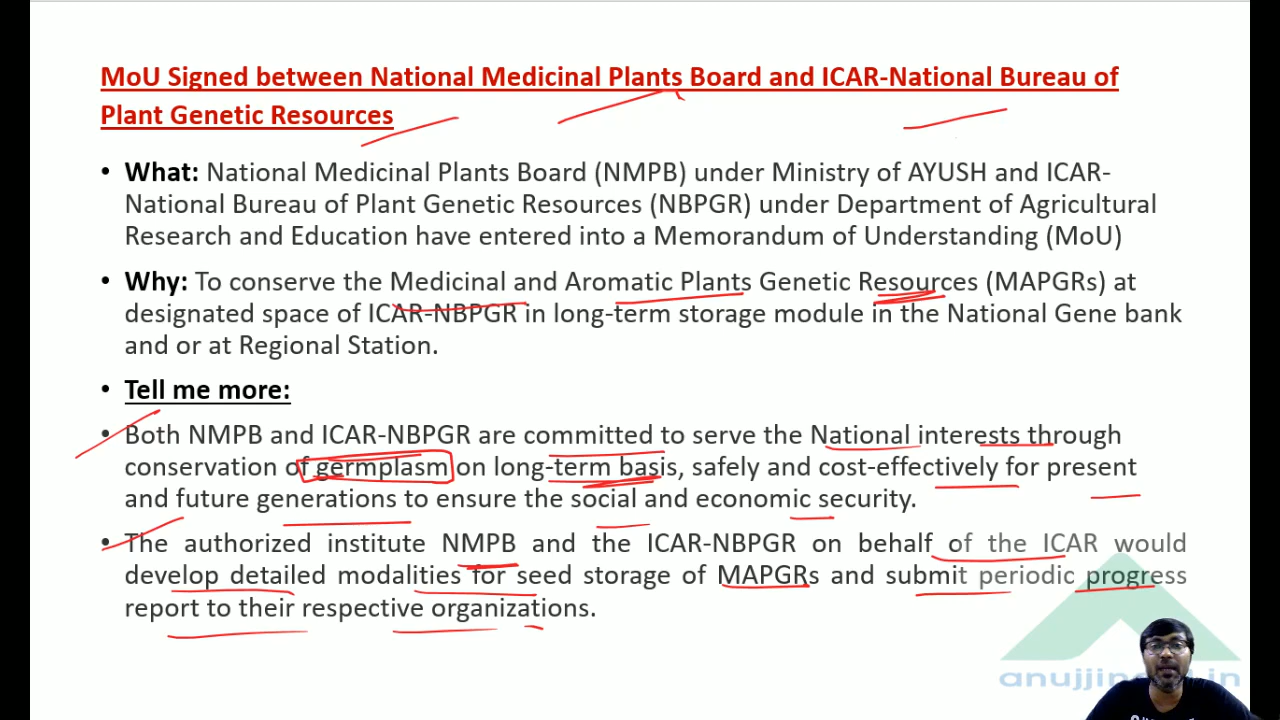 MoU Signed between National Medicinal Plants Board and ICAR-National Bureau of
Plant Genetic Resources
• What: National Medicinal Plants Board (NMPB) under Ministry of AYUSH and ICAR-
National Bureau of Plant Genetic Resources (NBPGR) under Department of Agricultural
Research and Education have entered into a Memorandum of Understanding (MoU)
• Why: To conserve the Medicinal and Aromatic Plants Genetic Resources (MAPGRs) at
designated space of ICAR-NBPGR in long-term storage module in the National Gene bank
and or at Regional Station.
• Tell me more:
• Both NMPB and ICAR-NBPGR are committed to serve the National interests through
conservation of germplasm on long-term basis, safely and cost-effectively for present
and future generations to ensure the social and economic security.
• The authorized institute NMPB and the ICAR-NBPGR on behalf of the ICAR would
develop detailed modalities for seed storage of MAPGRs and submit periodic progress
report to their respective organizations.